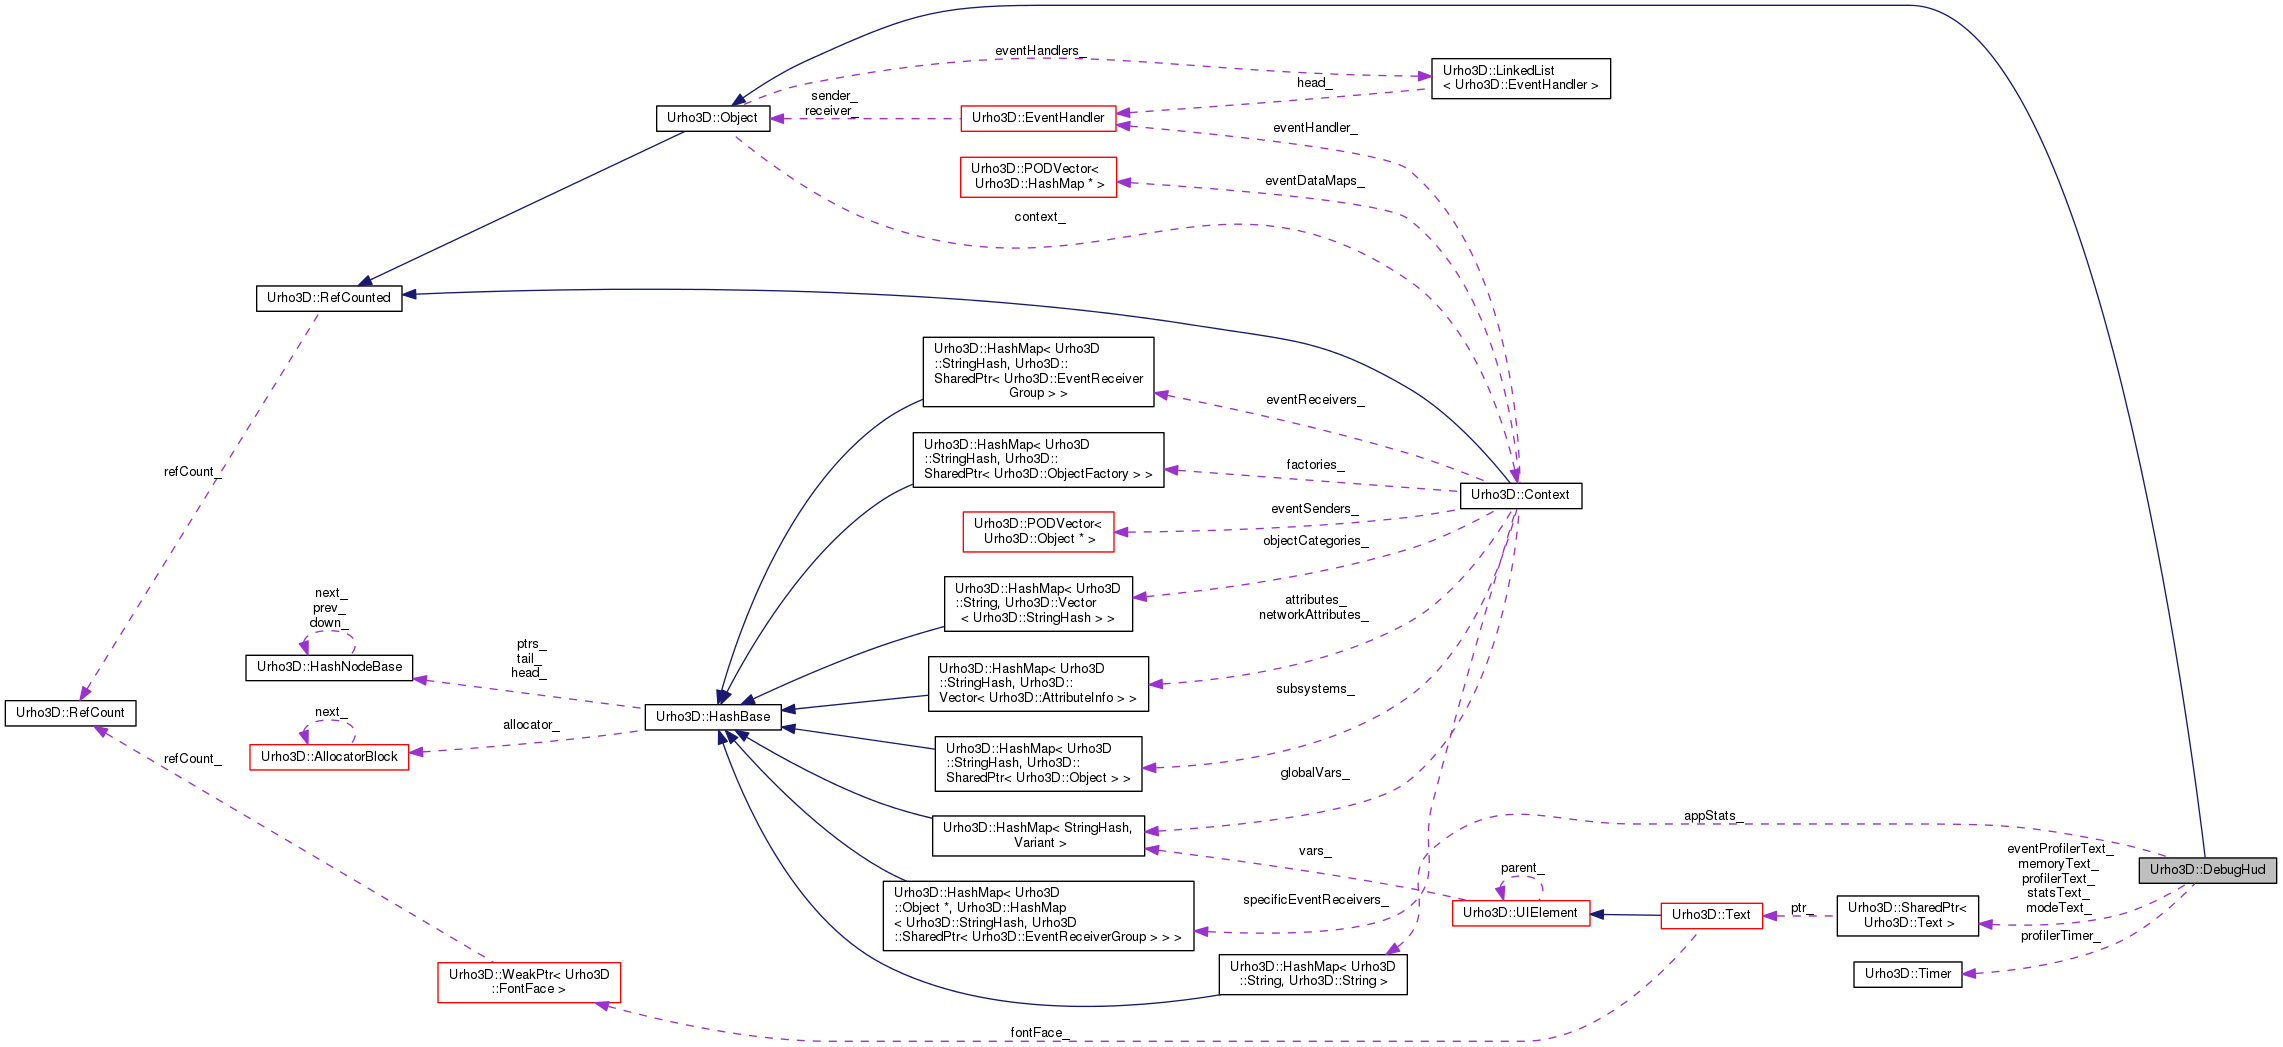 eventHandlers_
Urho3D::LinkedList
< Urho3D::EventHandler >
head_
sender_
receiver_
Urho3D::Object
Urho3D::EventHandler
eventHandler_
Urho3D::PODVector<
Urho3D::HashMap * >
eventDataMaps_
context_
Urho3D::RefCounted
Urho3D::HashMap< Urho3D
::StringHash, Urho3D::
SharedPtr< Urho3D::EventReceiver
Group > >
eventReceivers_
Urho3D::HashMap< Urho3D
::StringHash, Urho3D::
SharedPtr< Urho3D::ObjectFactory > >
factories_
refCount_
Urho3D::Context
Urho3D::PODVector<
Urho3D::Object * >
eventSenders_
objectCategories_
Urho3D::HashMap< Urho3D
::String, Urho3D::Vector
< Urho3D::StringHash > >
attributes_
networkAttributes_
next_
prev_
down_
Urho3D::HashNodeBase
ptrs_
tail_
head_
Urho3D::HashMap< Urho3D
::StringHash, Urho3D::
Vector< Urho3D::AttributeInfo > >
subsystems_
Urho3D::RefCount
next_
Urho3D::AllocatorBlock
allocator_
Urho3D::HashBase
Urho3D::HashMap< Urho3D
::StringHash, Urho3D::
SharedPtr< Urho3D::Object > >
globalVars_
refCount_
Urho3D::HashMap< StringHash,
Variant >
appStats_
vars_
parent_
Urho3D::UIElement
Urho3D::Text
ptr_
Urho3D::SharedPtr<
Urho3D::Text >
eventProfilerText_
memoryText_
profilerText_
statsText_
modeText_
Urho3D::DebugHud
Urho3D::HashMap< Urho3D
::Object *, Urho3D::HashMap
< Urho3D::StringHash, Urho3D
::SharedPtr< Urho3D::EventReceiverGroup > > >
specificEventReceivers_
profilerTimer_
Urho3D::Timer
Urho3D::WeakPtr< Urho3D
::FontFace >
Urho3D::HashMap< Urho3D
::String, Urho3D::String >
fontFace_